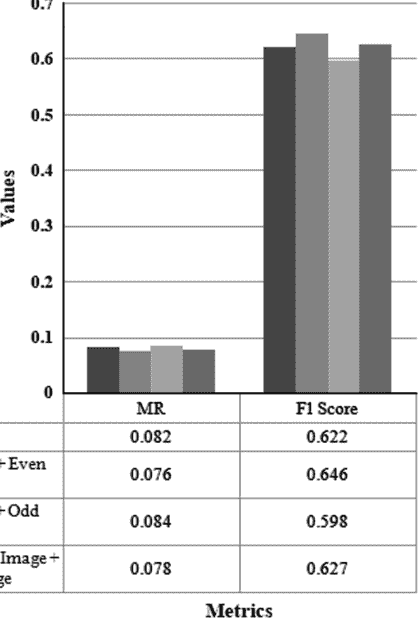 0.7
0.6
0.5
0.4
0.3
0.2
0.1
0
Values
MR F1 Score
0.082 0.622
+ Even
0.076 0.646
+ Odd
0.084 0.598
Image +
ge
0.078 0.627
Metrics